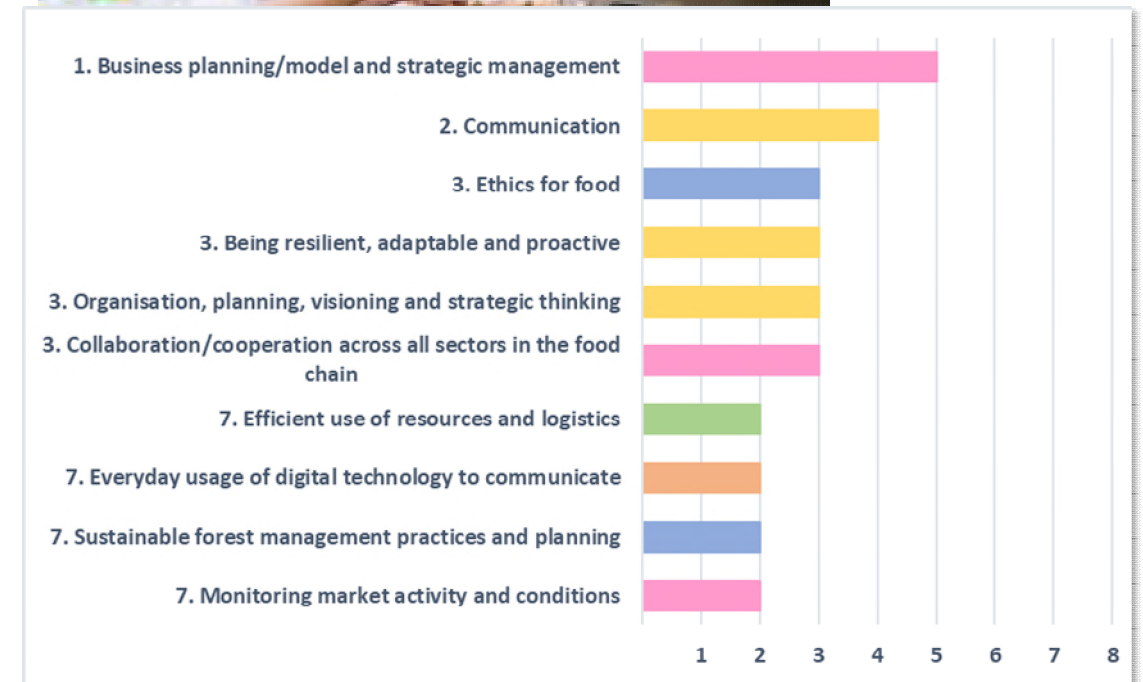 1. Business planning/model and strategic management
2. Communication
3. Ethics for food
3. Being resilient, adaptable and proactive
3. Organisation, planning, visioning and strategic thinking
3. Collaboration/cooperation across all sectors in the food
chain
7. Efficient use of resources and logistics
7. Everyday usage of digital technology to communicate
7. Sustainable forest management practices and planning
7. Monitoring market activity and conditions
1 2 3 4 5 6 7 8